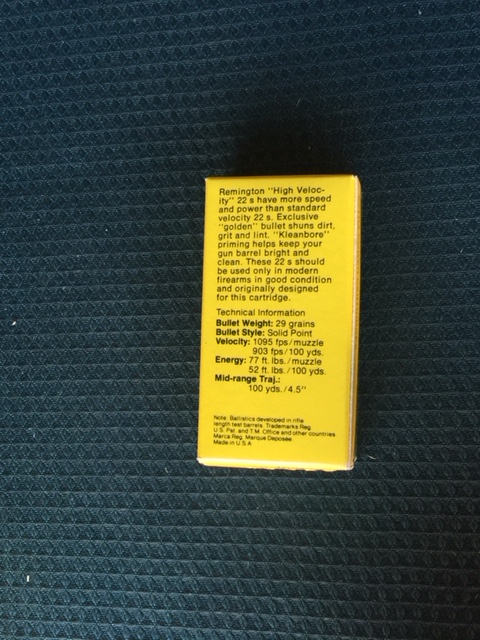 Remington "High Veloc-
ity" 22 s have more speed
and power than standard
velocity 22 s. Exclusive
"golden" bullet shuns dirt,
grit and lint. "Kleanbore"
priming helps keep your
gun barrel bright and
clean. These 22 s should
be used only in modern
firearms in good condition
and originally designed
for this cartridge.
Technical Information
Bullet Weight: 29 grains
Bullet Style: Solid Point
Velocity: 1095 fps/muzzle
903 fps/100 yds.
Energy: 77 ft. lbs./muzzle
52 ft. lbs./100 yds.
Mid-range Traj.:
100 yds./4.5"
Note: Ballistics developed in rifle
length test barrels. Trademarks Reg.
U.S. Pat. and T.M. Office and other countries
Marca Reg. Marque Deposée
Made in U.S.A